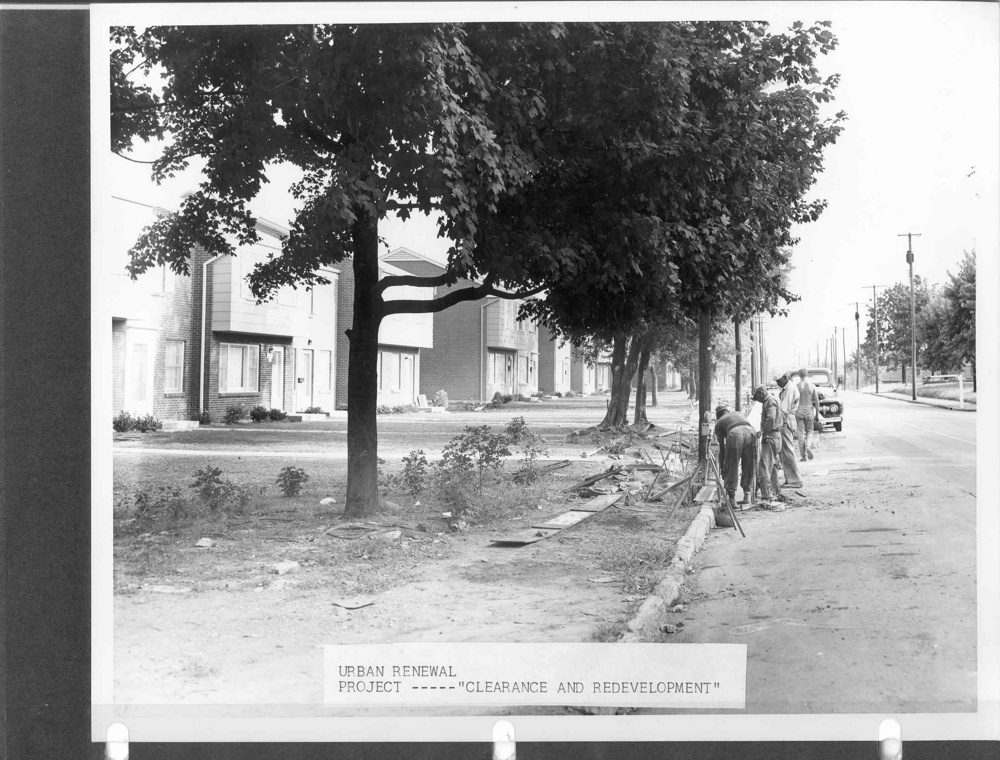 URBAN RENEWAL
PROJECT -----"CLEARANCE AND REDEVELOPMENT"